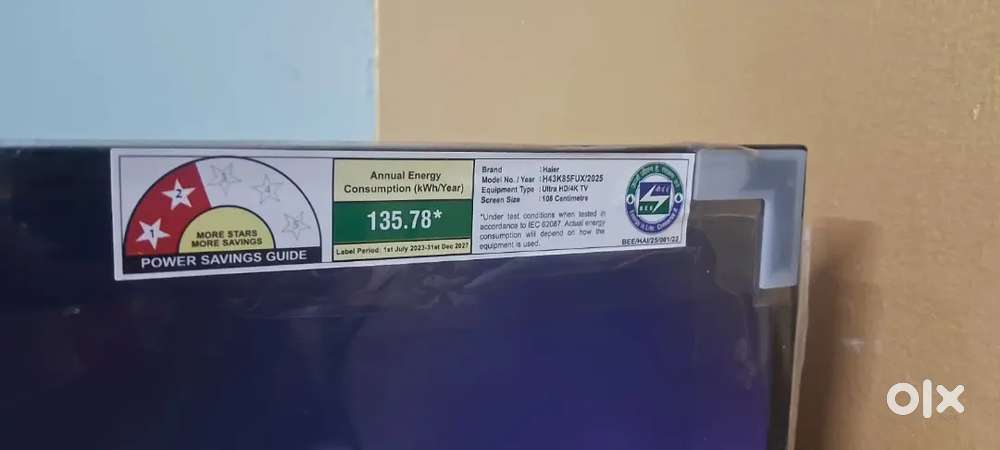 1
2
MORE STARS
MORE SAVINGS
POWER SAVINGS GUIDE
Annual Energy
Consumption (kWh/Year)
135.78*
Label Period: 1st July 2023-31st Dec 2027
Brand : Haier
Model No. / Year : H43K85FUX/2025
Equipment Type : Ultra HD/4K TV
Screen Size : 108 Centimetre
*Under test conditions when tested in
accordance to IEC 62087. Actual energy
consumption will depend on how the
equipment is used.
BEE
BEE/HAI/25/001/22
olx